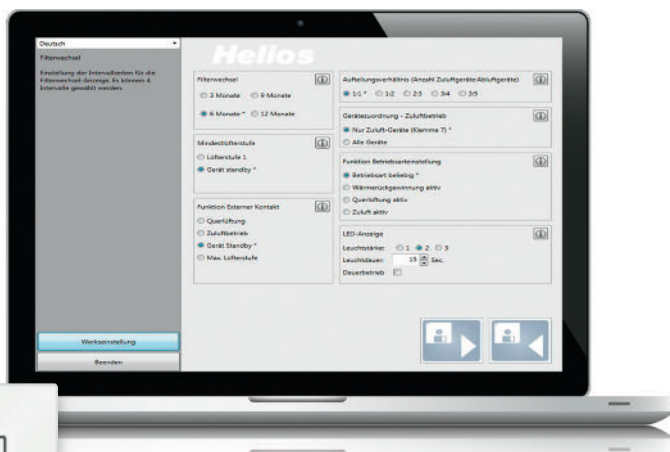 Deutsch
Filterwechsel
Einstellung der Intervallzeiten für die
Filterwechsel-Anzeige. Es können 4
Intervalle gewählt werden.
Werkseinstellung
Beenden
Helios
Filterwechsel
3 Monate 9 Monate
6 Monate * 12 Monate
Mindestlüfterstufe
Lüfterstufe 1
Gerät standby *
Funktion Externer Kontakt
Querlüftung
Zuluftbetrieb
Gerät Standby *
Max. Lüfterstufe
Aufteilungsverhältnis (Anzahl Zuluftgeräte:Abluftgeräte)
1:1 * 1:2 2:3 3:4 3:5
Gerätezuordnung - Zuluftbetrieb
Nur Zuluft-Geräte (Klemme 7) *
Alle Geräte
Funktion Betriebsarteinstellung
Betriebsart beliebig *
Wärmerückgewinnung aktiv
Querlüftung aktiv
Zuluft aktiv
LED-Anzeige
Leuchtstärke: 1 2 3
Leuchtdauer: 15 Sec.
Dauerbetrieb